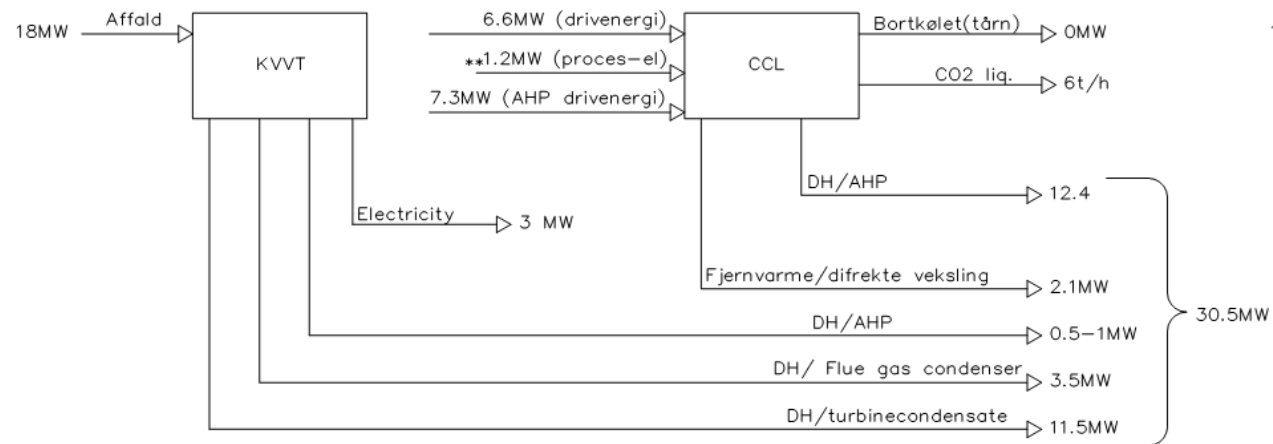 18MW
Affald
KVVT
6.6MW (drivenergi)
**1.2MW (proces-el)
7.3MW (AHP drivenergi)
CCL
Bortkølet(tårn)
0MW
CO2 liq.
6t/h
DH/AHP
12.4
Electricity
3 MW
Fjernvarme/difrekte veksling
2.1MW
DH/AHP
0.5-1MW
30.5MW
DH/ Flue gas condenser
3.5MW
DH/turbinecondensate
11.5MW